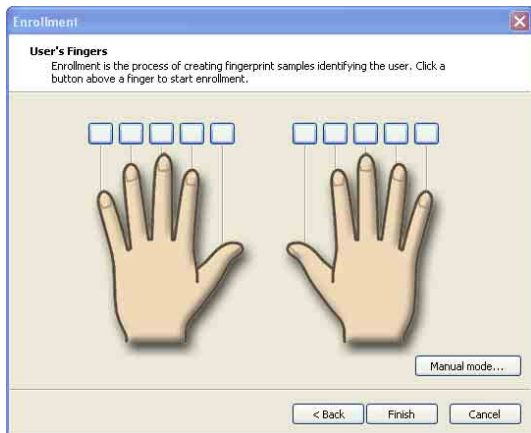 Enrollment
User's Fingers
Enrollment is the process of creating fingerprint samples identifying the user. Click a
button above a finger to start enrollment.
Manual mode...
< Back
Finish
Cancel